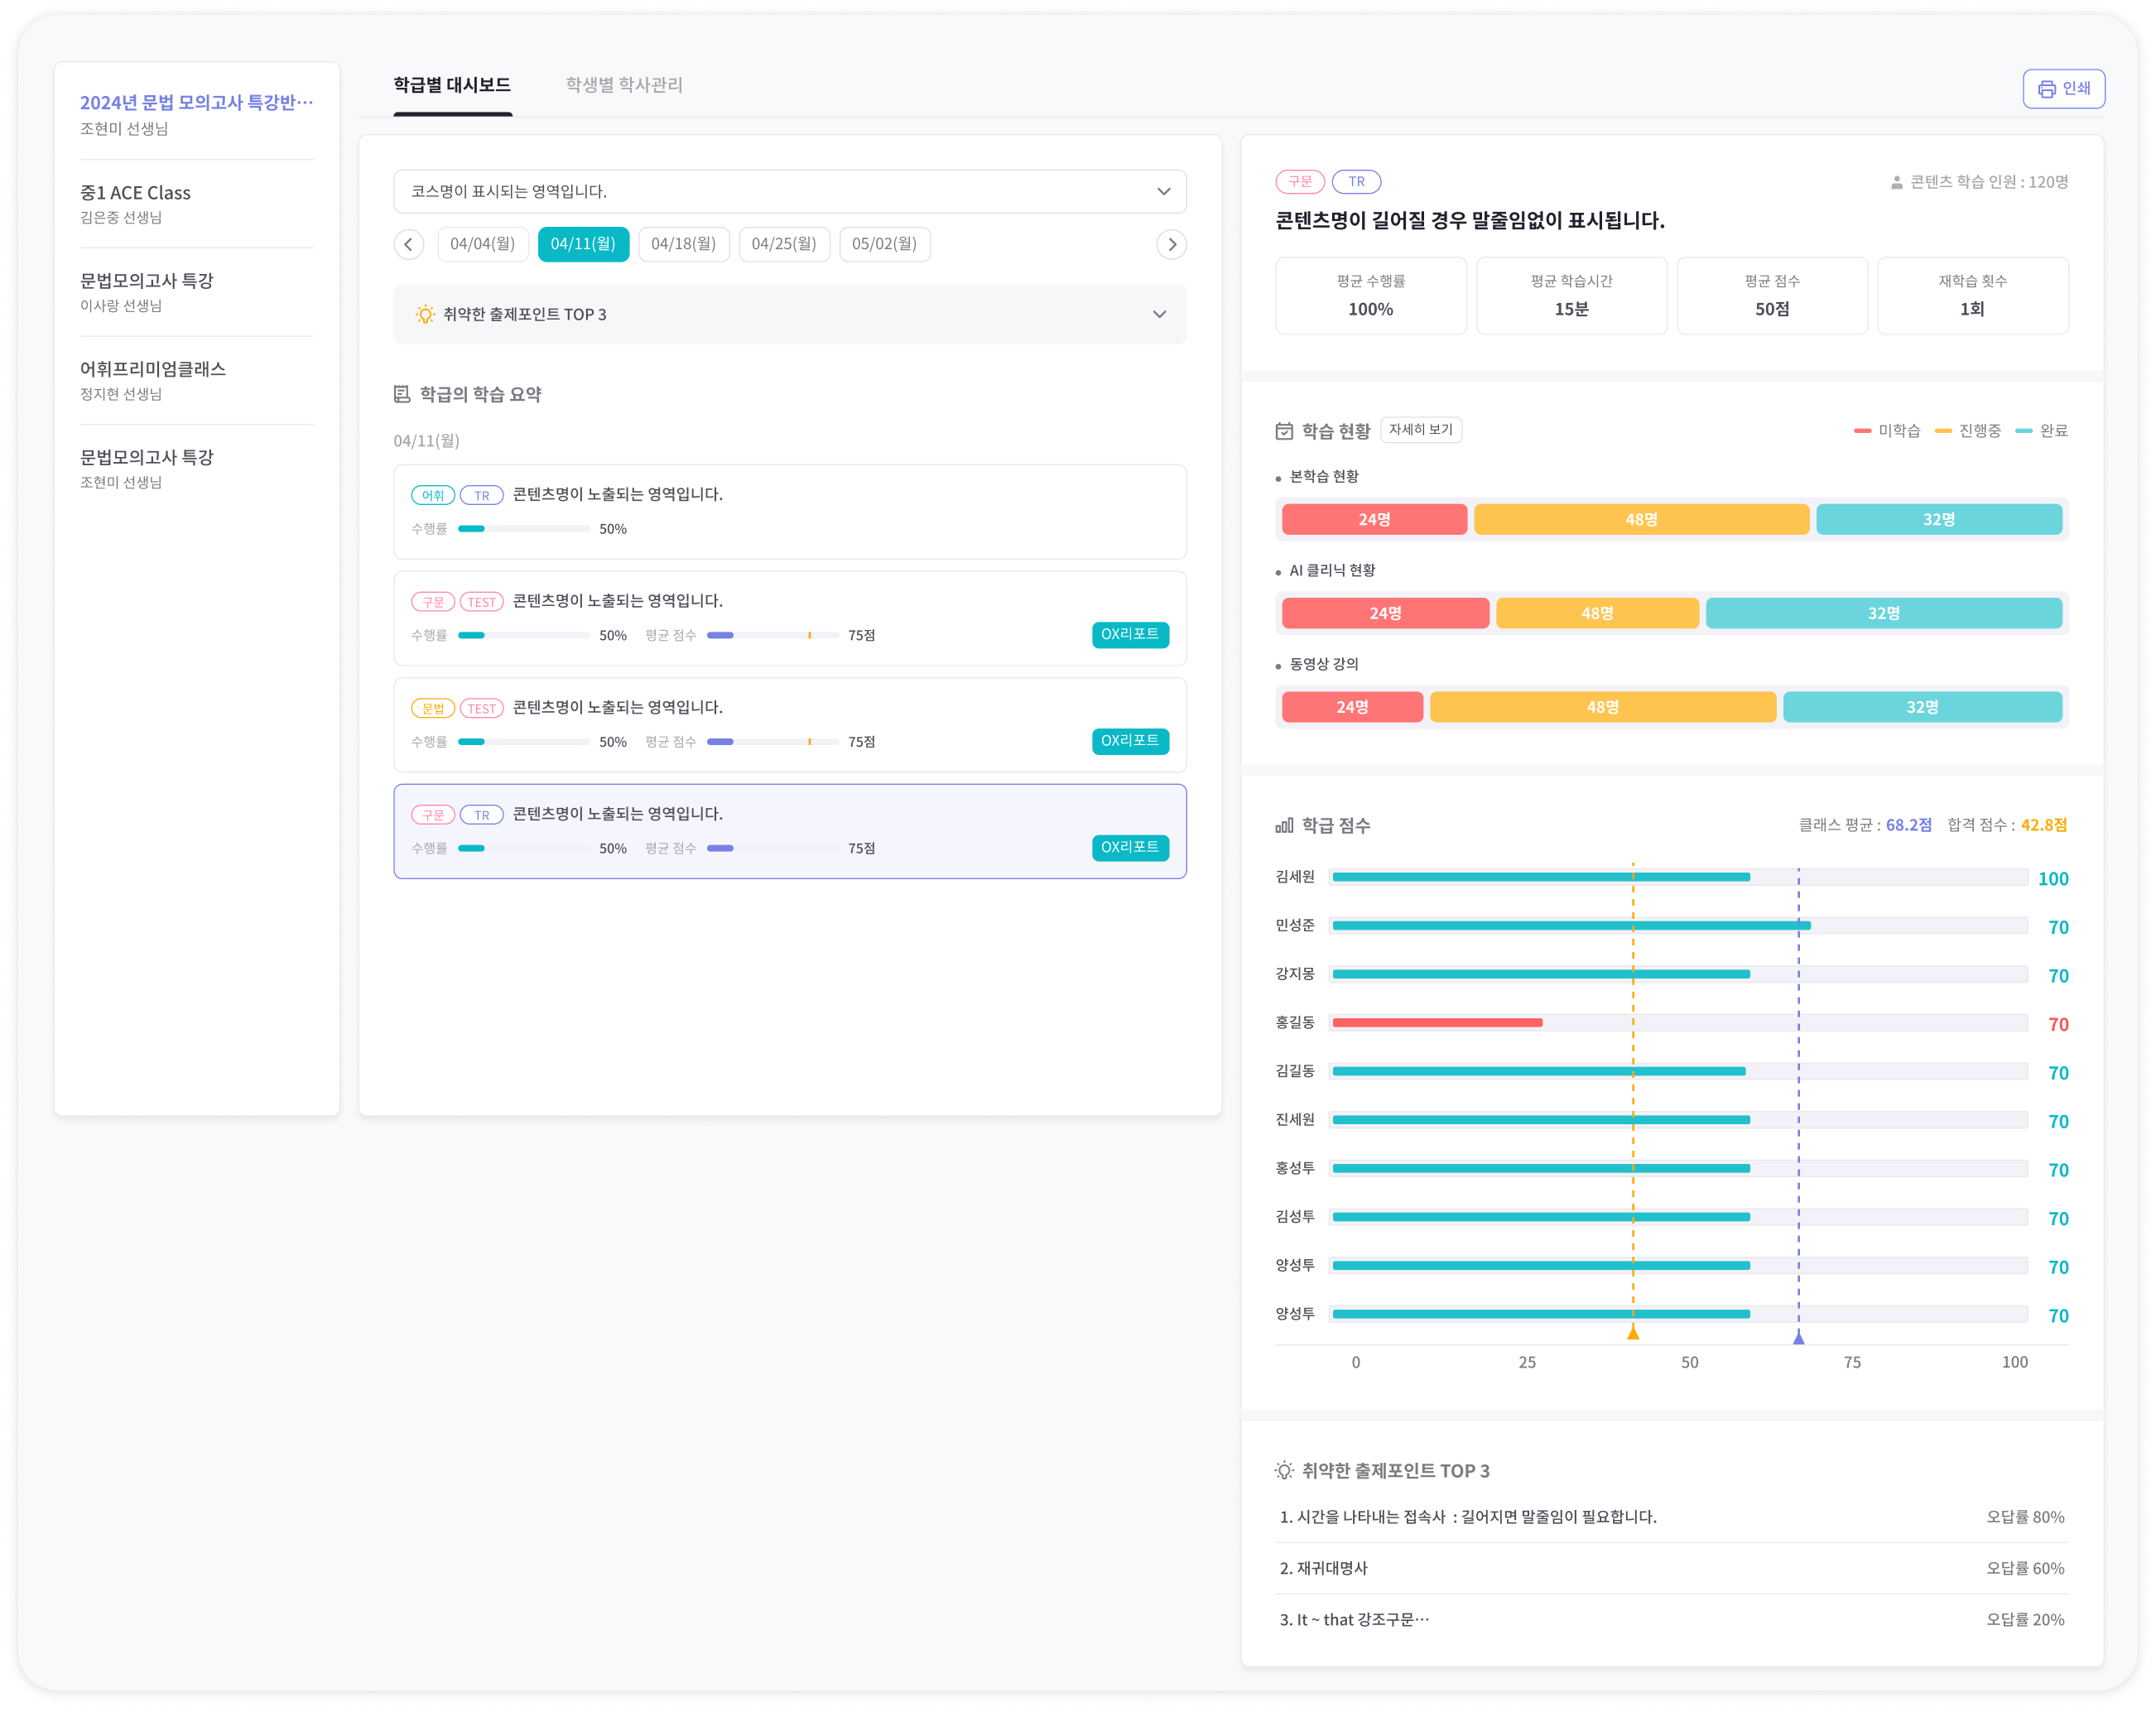 2024년 문법 모의고사 특강반…
조현미 선생님
중1 ACE Class
김은중 선생님
문법모의고사 특강
이사랑 선생님
어휘프리미엄클래스
정지현 선생님
문법모의고사 특강
조현미 선생님
학급별 대시보드 학생별 학사관리
인쇄
코스명이 표시되는 영역입니다.
04/04(월) 04/11(월) 04/18(월) 04/25(월) 05/02(월)
취약한 출제포인트 TOP 3
학급의 학습 요약
04/11(월)
어휘 TR 콘텐츠명이 노출되는 영역입니다.
수행률 50%
구문 TEST 콘텐츠명이 노출되는 영역입니다.
수행률 50% 평균 점수 75점 OX리포트
문법 TEST 콘텐츠명이 노출되는 영역입니다.
수행률 50% 평균 점수 75점 OX리포트
구문 TR 콘텐츠명이 노출되는 영역입니다.
수행률 50% 평균 점수 75점 OX리포트
구문 TR 콘텐츠 학습 인원 : 120명
콘텐츠명이 길어질 경우 말줄임없이 표시됩니다.
평균 수행률 평균 학습시간 평균 점수 재학습 횟수
100% 15분 50점 1회
학습 현황 자세히 보기 미학습 진행중 완료
본학습 현황
24명 48명 32명
AI 클리닉 현황
24명 48명 32명
동영상 강의
24명 48명 32명
학급 점수 클래스 평균 : 68.2점 합격 점수 : 42.8점
김세원 100
민성준 70
강지몽 70
홍길동 70
김길동 70
진세원 70
홍성투 70
김성투 70
양성투 70
양성투 70
0 25 50 75 100
취약한 출제포인트 TOP 3
1. 시간을 나타내는 접속사 : 길어지면 말줄임이 필요합니다. 오답률 80%
2. 재귀대명사 오답률 60%
3. It ~ that 강조구문… 오답률 20%